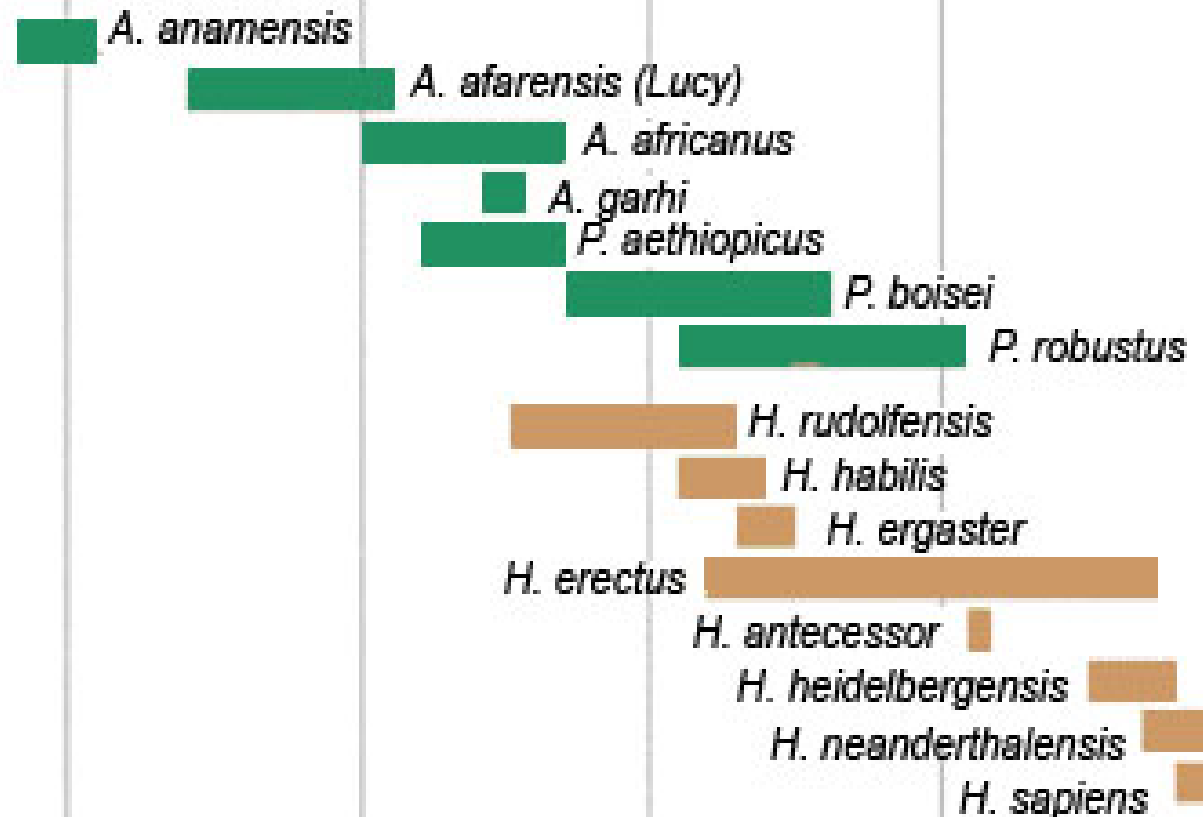 A. anamensis
A. afarensis (Lucy)
A. africanus
A. garhi
P. aethiopicus
P. boisei
P. robustus
H. rudolfensis
H. habilis
H. ergaster
H. erectus
H. antecessor
H. heidelbergensis
H. neanderthalensis
H. sapiens